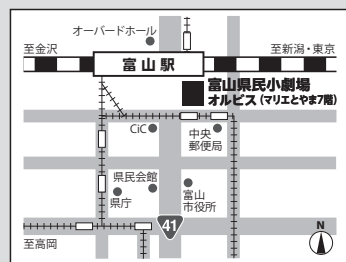 オーバードホール
至金沢
至新潟・東京
富山駅
富山県民小劇場
オルビス（マリエとやま7階）
CiC
中央
郵便局
県民会館
県庁
富山
市役所
41
至高岡
N